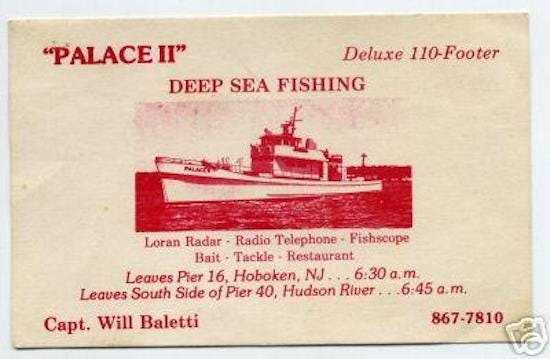 "PALACE II" Deluxe 110-Footer
DEEP SEA FISHING
PALACE II
Loran Radar - Radio Telephone - Fishscope
Bait - Tackle - Restaurant
Leaves Pier 16, Hoboken, NJ . . . 6:30 a.m.
Leaves South Side of Pier 40, Hudson River . . . 6:45 a.m.
Capt. Will Baletti 867-7810